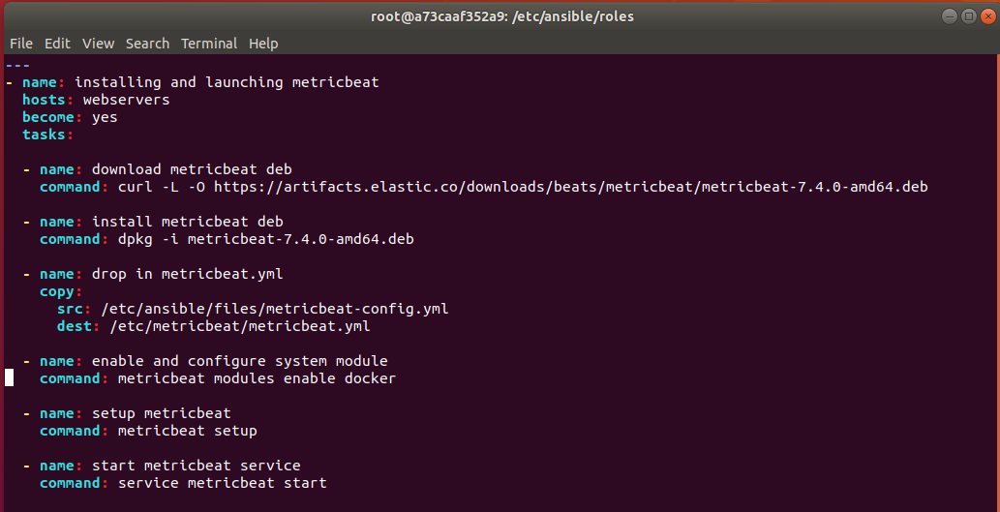 root@a73caaf352a9: /etc/ansible/roles
File Edit View Search Terminal Help
---
- name: installing and launching metricbeat
  hosts: webservers
  become: yes
  tasks:

  - name: download metricbeat deb
    command: curl -L -O https://artifacts.elastic.co/downloads/beats/metricbeat/metricbeat-7.4.0-amd64.deb

  - name: install metricbeat deb
    command: dpkg -i metricbeat-7.4.0-amd64.deb

  - name: drop in metricbeat.yml
    copy:
      src: /etc/ansible/files/metricbeat-config.yml
      dest: /etc/metricbeat/metricbeat.yml

  - name: enable and configure system module
    command: metricbeat modules enable docker

  - name: setup metricbeat
    command: metricbeat setup

  - name: start metricbeat service
    command: service metricbeat start